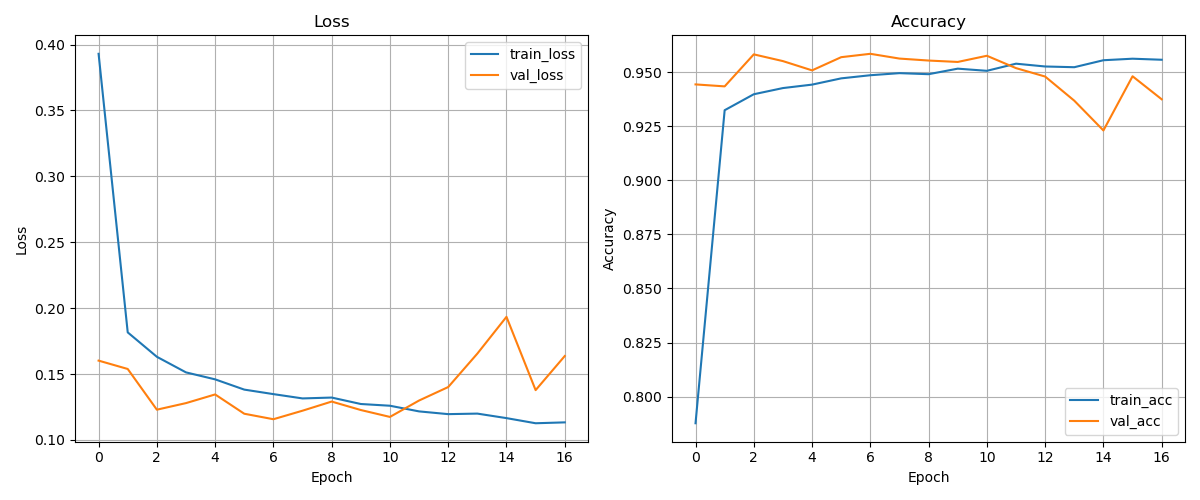 Loss
0.40
0.35
0.30
0.25
0.20
0.15
0.10
Loss
0 2 4 6 8 10 12 14 16
Epoch
train_loss
val_loss
Accuracy
0.950
0.925
0.900
0.875
0.850
0.825
0.800
Accuracy
0 2 4 6 8 10 12 14 16
Epoch
train_acc
val_acc